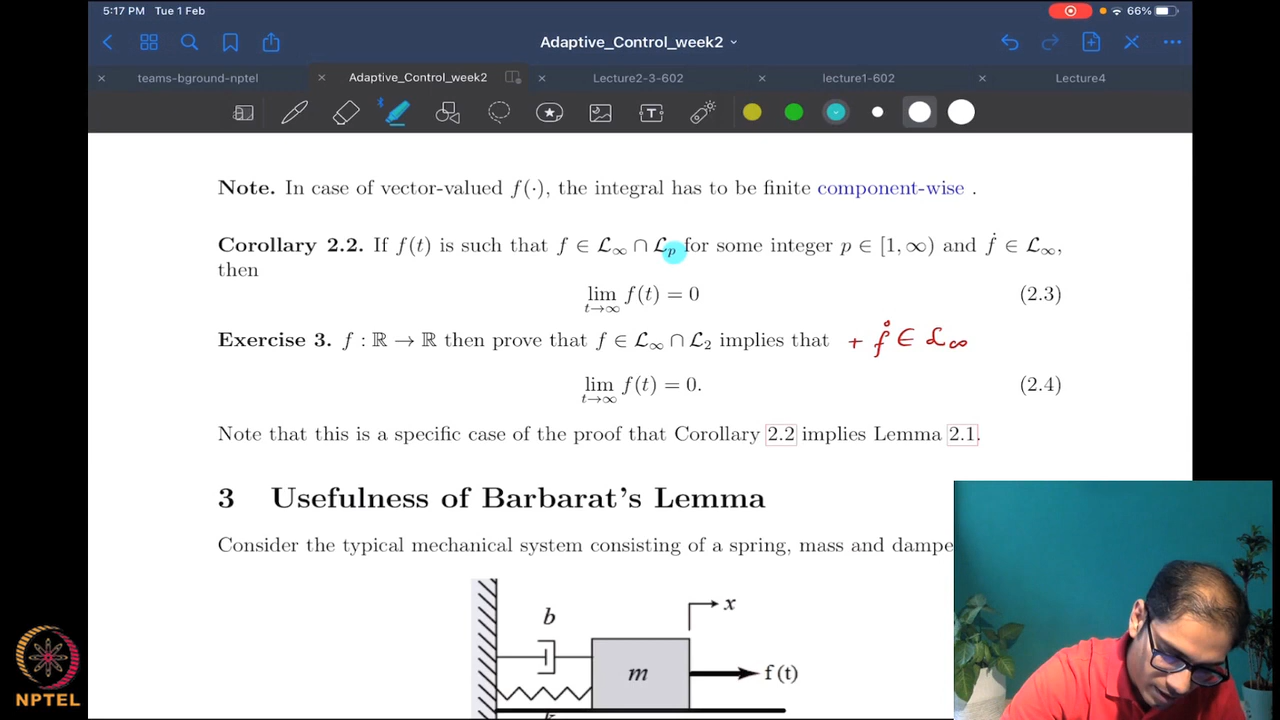 5:17 PM Tue 1 Feb
66%
Adaptive_Control_week2
teams-bground-nptel
Adaptive_Control_week2
Lecture2-3-602
lecture1-602
Lecture4
Note. In case of vector-valued f(·), the integral has to be finite component-wise .
Corollary 2.2. If f(t) is such that f ∈ ℒ∞ ∩ ℒp for some integer p ∈ [1, ∞) and ḟ ∈ ℒ∞,
then
lim t→∞ f(t) = 0 (2.3)
Exercise 3. f : ℝ → ℝ then prove that f ∈ ℒ∞ ∩ ℒ2 implies that + ḟ ∈ ℒ∞
lim t→∞ f(t) = 0. (2.4)
Note that this is a specific case of the proof that Corollary 2.2 implies Lemma 2.1.
3 Usefulness of Barbarat's Lemma
Consider the typical mechanical system consisting of a spring, mass and dampe
x
b
m
f (t)
NPTEL